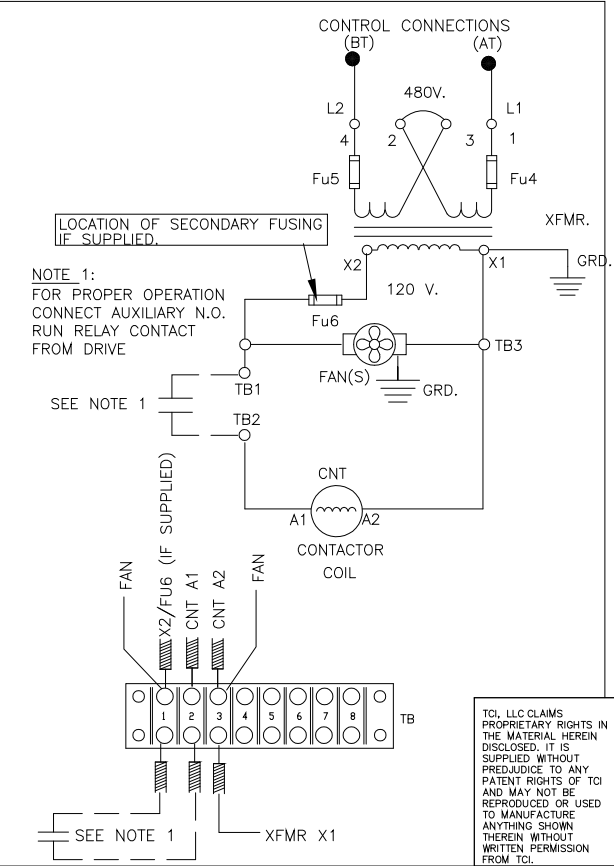 CONTROL CONNECTIONS
(BT)
(AT)
L2
480V.
L1
4
2
3
1
Fu5
Fu4
XFMR.
LOCATION OF SECONDARY FUSING
IF SUPPLIED.
X2
X1
GRD.
NOTE 1:
FOR PROPER OPERATION
CONNECT AUXILIARY N.O.
RUN RELAY CONTACT
FROM DRIVE
120 V.
Fu6
TB3
FAN(S)
GRD.
TB1
SEE NOTE 1
TB2
CNT
A1
A2
CONTACTOR
COIL
FAN
X2/FU6 (IF SUPPLIED)
CNT A1
CNT A2
FAN
1
2
3
4
5
6
7
8
TB
SEE NOTE 1
XFMR X1
TCI, LLC CLAIMS
PROPRIETARY RIGHTS IN
THE MATERIAL HEREIN
DISCLOSED. IT IS
SUPPLIED WITHOUT
PREDJUDICE TO ANY
PATENT RIGHTS OF TCI
AND MAY NOT BE
REPRODUCED OR USED
TO MANUFACTURE
ANYTHING SHOWN
THEREIN WITHOUT
WRITTEN PERMISSION
FROM TCI.